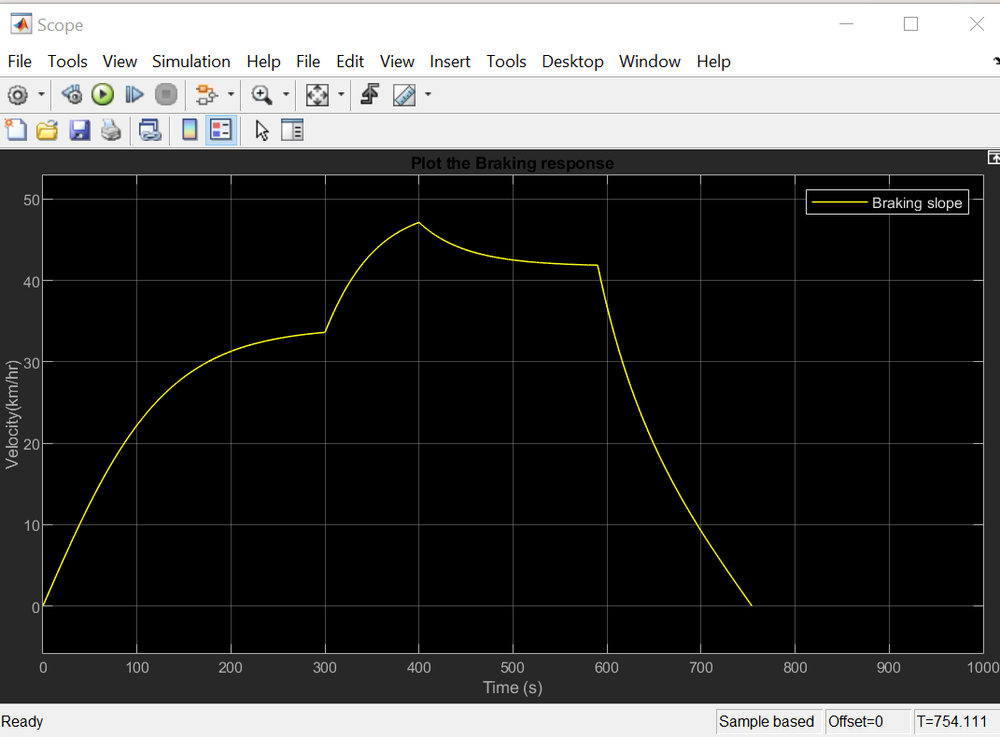 Scope
File Tools View Simulation Help File Edit View Insert Tools Desktop Window Help
Plot the Braking response
Braking slope
50
40
30
20
10
0
Velocity(km/hr)
0 100 200 300 400 500 600 700 800 900 1000
Time (s)
Ready Sample based Offset=0 T=754.111